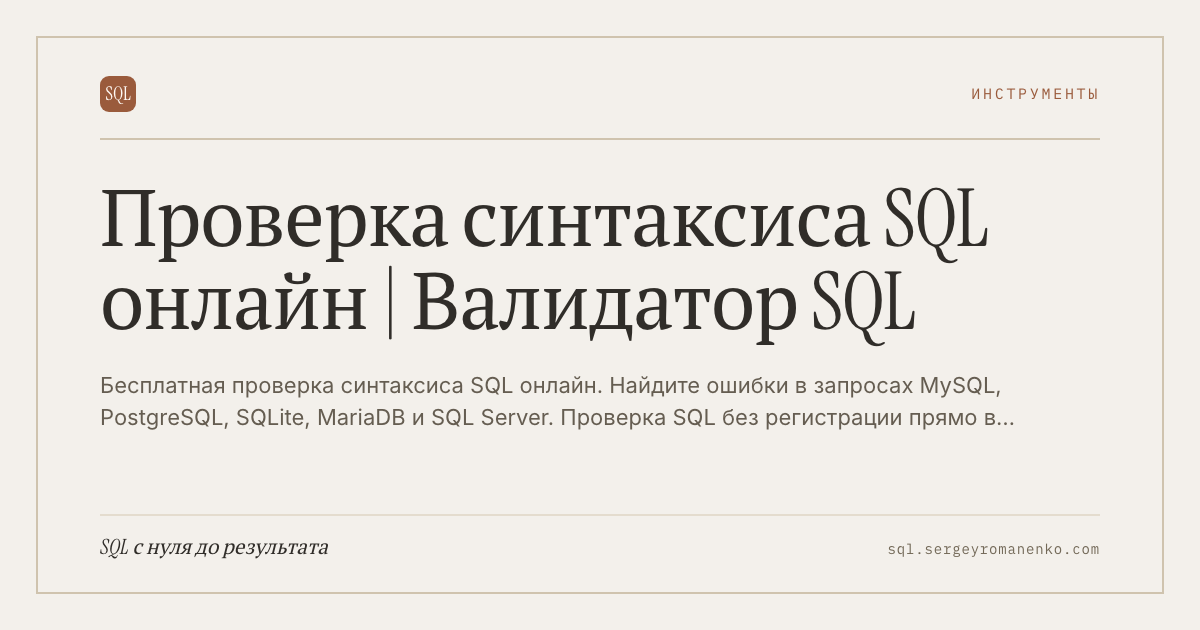 SQL
ИНСТРУМЕНТЫ
Проверка синтаксиса SQL
онлайн | Валидатор SQL
Бесплатная проверка синтаксиса SQL онлайн. Найдите ошибки в запросах MySQL,
PostgreSQL, SQLite, MariaDB и SQL Server. Проверка SQL без регистрации прямо в...
SQL с нуля до результата
sql.sergeyromanenko.com